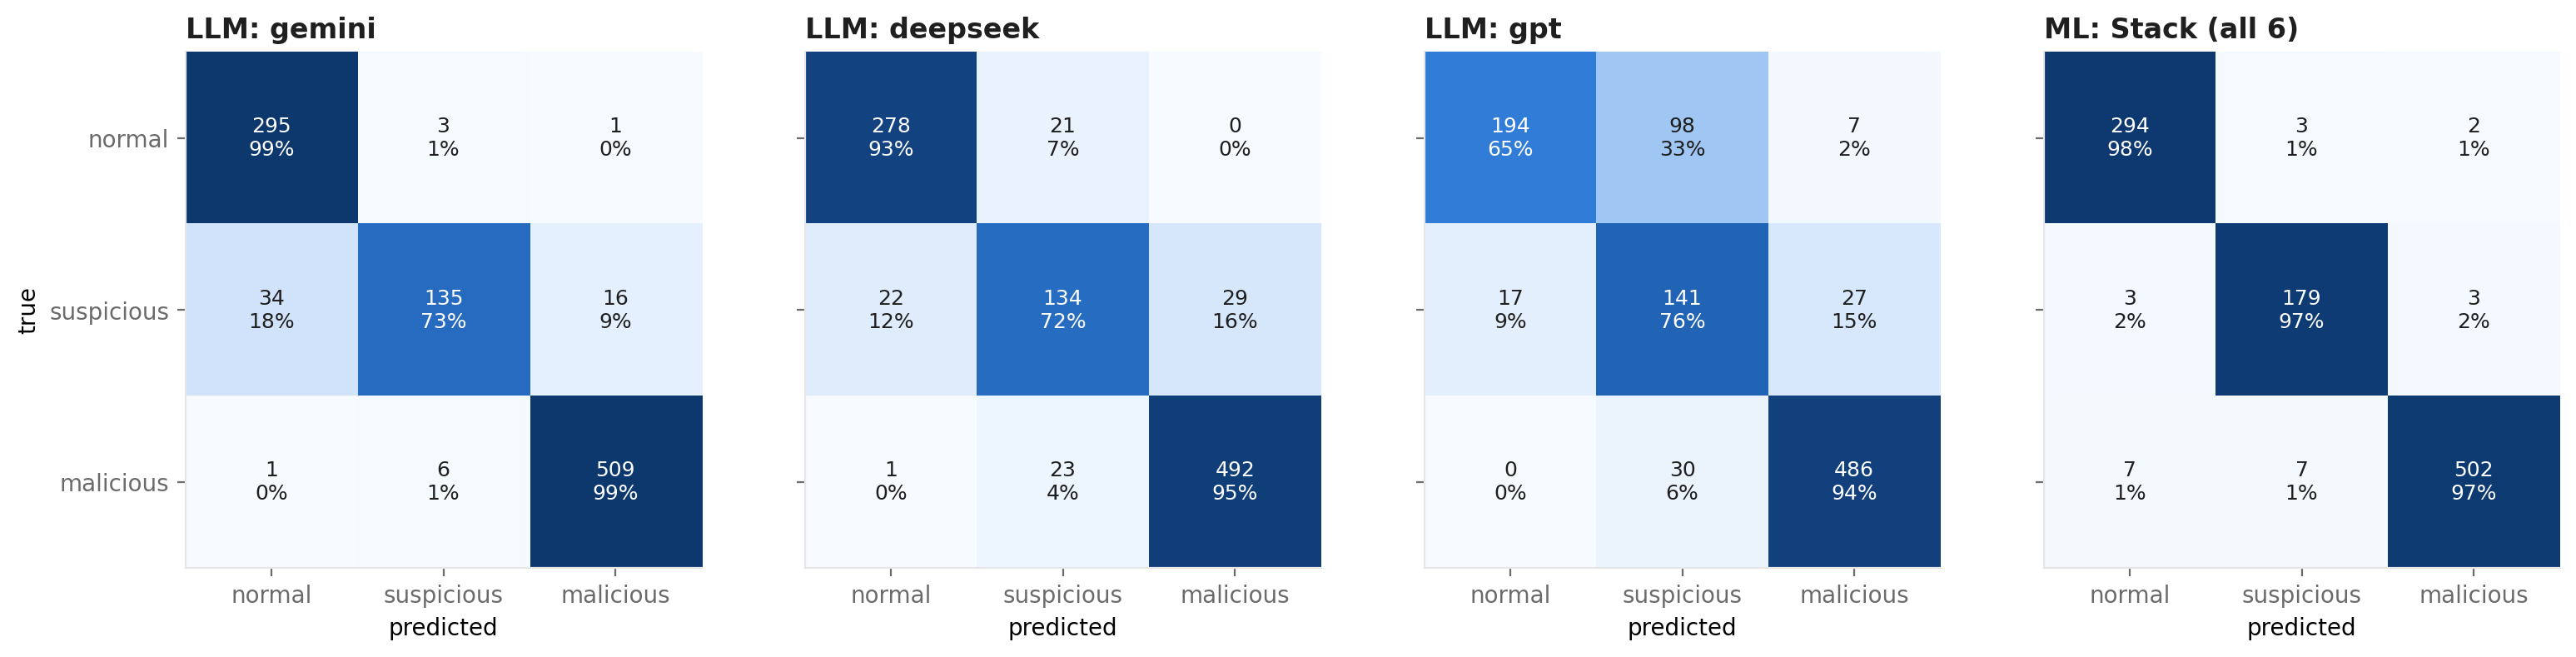 LLM: gemini
295 3 1
99% 1% 0%
34 135 16
18% 73% 9%
1 6 509
0% 1% 99%
normal
suspicious
malicious
true
normal suspicious malicious
predicted
LLM: deepseek
278 21 0
93% 7% 0%
22 134 29
12% 72% 16%
1 23 492
0% 4% 95%
normal suspicious malicious
predicted
LLM: gpt
194 98 7
65% 33% 2%
17 141 27
9% 76% 15%
0 30 486
0% 6% 94%
normal suspicious malicious
predicted
ML: Stack (all 6)
294 3 2
98% 1% 1%
3 179 3
2% 97% 2%
7 7 502
1% 1% 97%
normal suspicious malicious
predicted